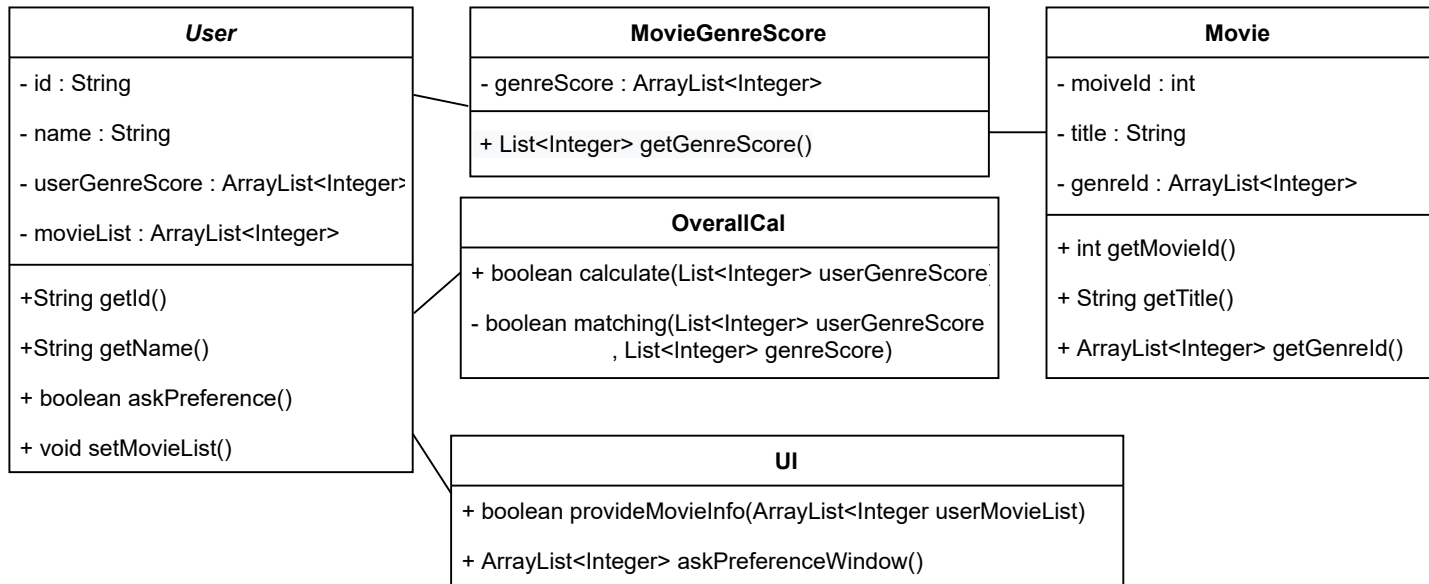 User
- id : String
- name : String
- userGenreScore : ArrayList<Integer>
- movieList : ArrayList<Integer>
+String getId()
+String getName()
+ boolean askPreference()
+ void setMovieList()
MovieGenreScore
- genreScore : ArrayList<Integer>
+ List<Integer> getGenreScore()
Movie
- moiveId : int
- title : String
- genreId : ArrayList<Integer>
+ int getMovieId()
+ String getTitle()
+ ArrayList<Integer> getGenreId()
OverallCal
+ boolean calculate(List<Integer> userGenreScore)
- boolean matching(List<Integer> userGenreScore
, List<Integer> genreScore)
UI
+ boolean provideMovieInfo(ArrayList<Integer userMovieList)
+ ArrayList<Integer> askPreferenceWindow()